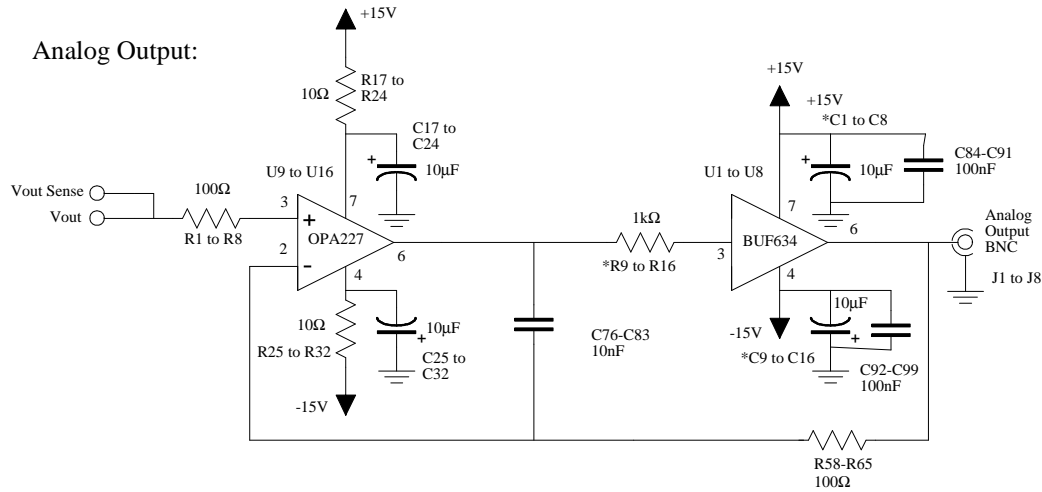 Analog Output:
+15V
R17 to
R24
10Ω
C17 to
C24
+
10µF
U9 to U16
7
Vout Sense
Vout
100Ω
R1 to R8
3
+
2
-
OPA227
6
4
10Ω
R25 to R32
10µF
+
C25 to
C32
-15V
C76-C83
10nF
1kΩ
*R9 to R16
+15V
+15V
*C1 to C8
+
10µF
C84-C91
100nF
U1 to U8
7
3
BUF634
6
4
Analog
Output
BNC
J1 to J8
10µF
+
-15V
*C9 to C16
C92-C99
100nF
R58-R65
100Ω